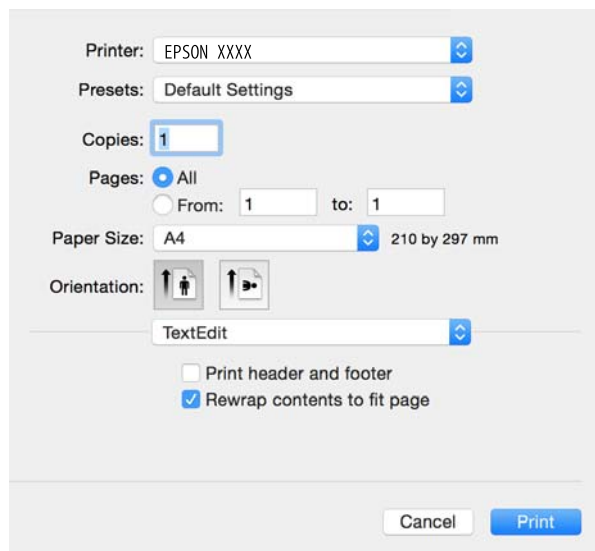 Printer: EPSON XXXX
Presets: Default Settings
Copies: 1
Pages: All
From: 1 to: 1
Paper Size: A4 210 by 297 mm
Orientation:
TextEdit
Print header and footer
Rewrap contents to fit page
Cancel Print